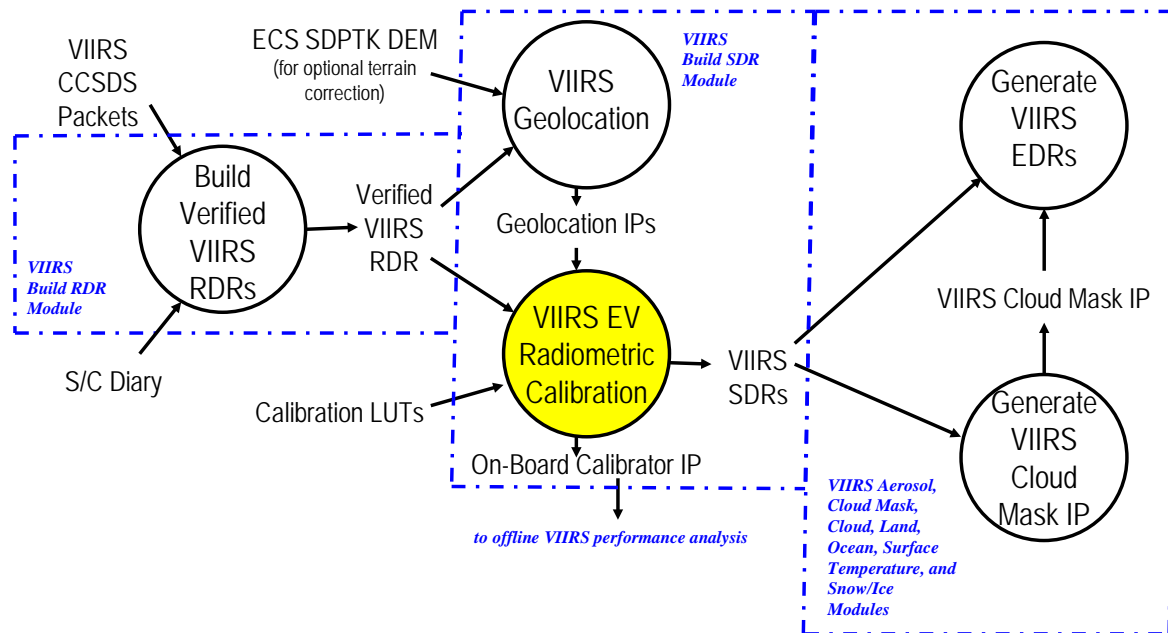 VIIRS
CCSDS
Packets
ECS SDPTK DEM
(for optional terrain
correction)
VIIRS
Build SDR
Module
VIIRS
Geolocation
Generate
VIIRS
EDRs
Build
Verified
VIIRS
RDRs
Verified
VIIRS
RDR
Geolocation IPs
VIIRS
Build RDR
Module
VIIRS Cloud Mask IP
VIIRS EV
Radiometric
Calibration
VIIRS
SDRs
S/C Diary
Calibration LUTs
Generate
VIIRS
Cloud
Mask IP
On-Board Calibrator IP
VIIRS Aerosol,
Cloud Mask,
Cloud, Land,
Ocean, Surface
Temperature, and
Snow/Ice
Modules
to offline VIIRS performance analysis